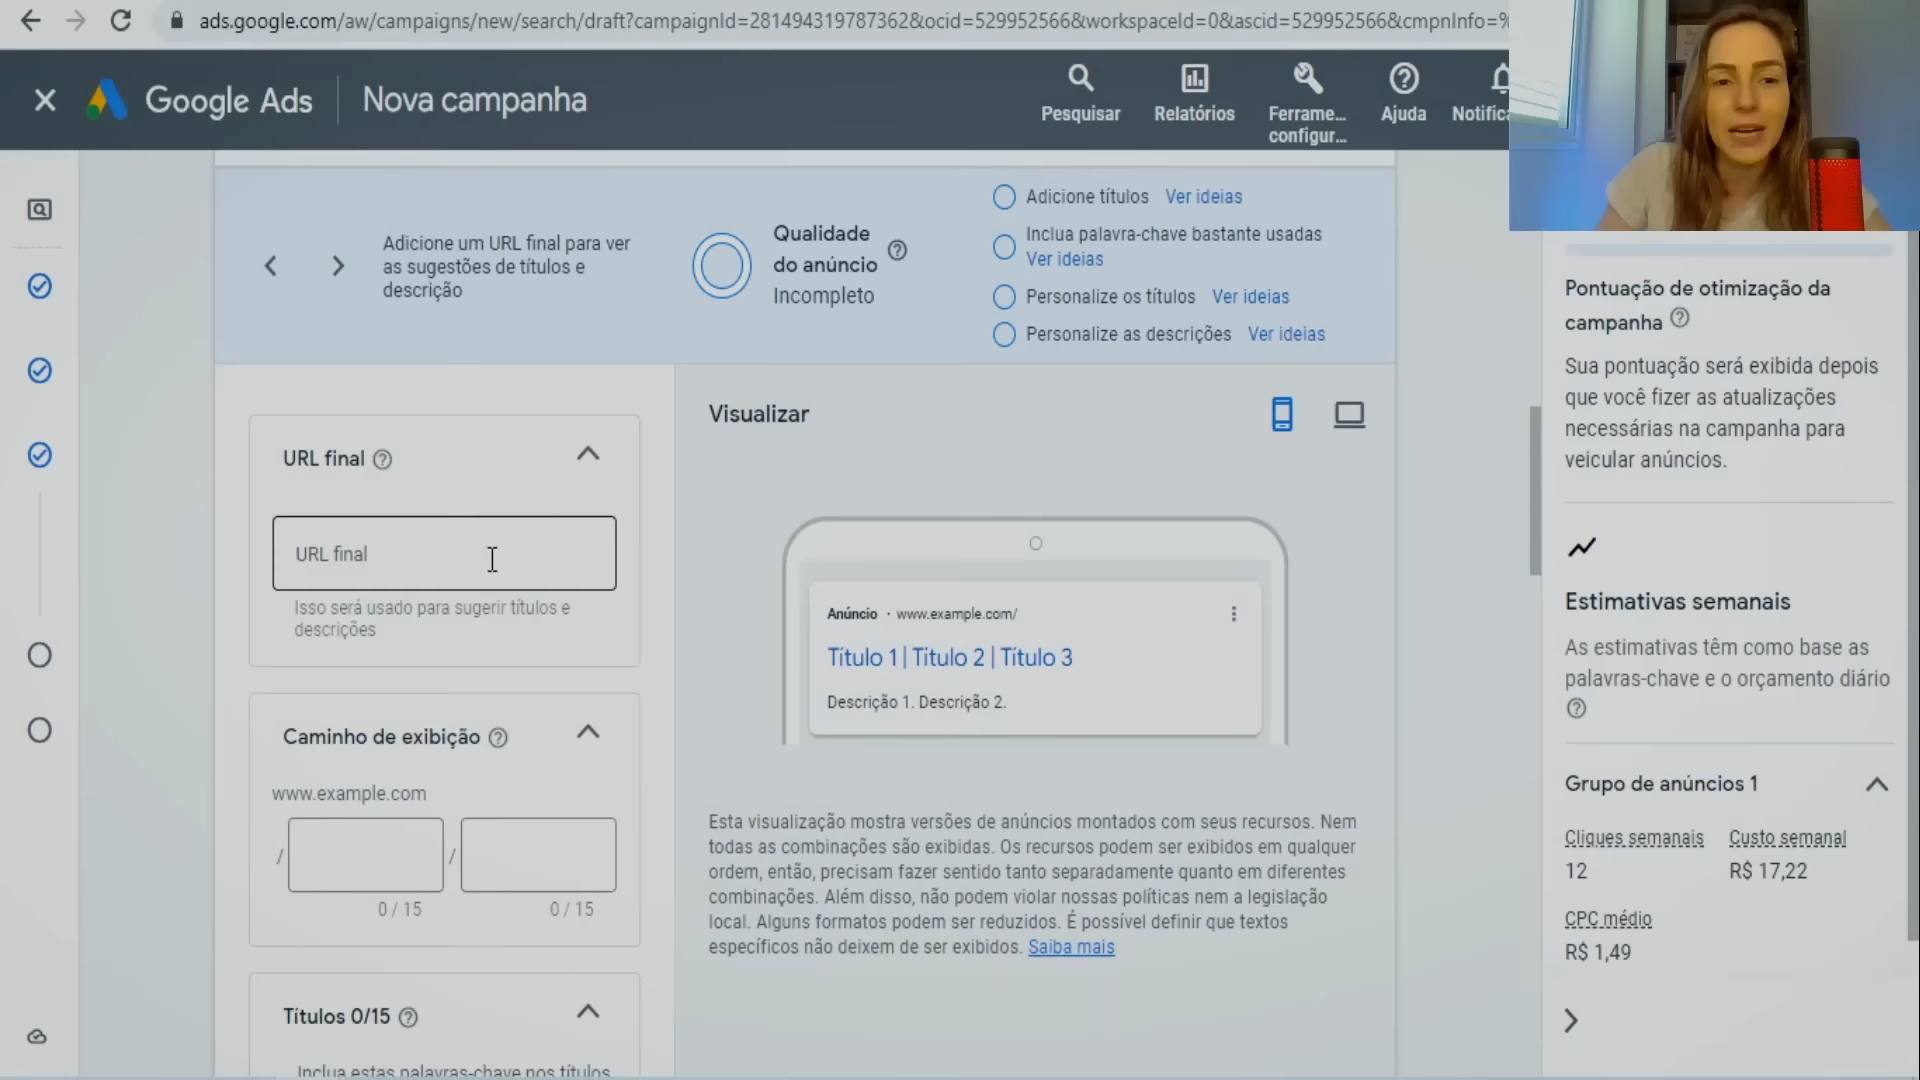 ads.google.com/aw/campaigns/new/search/draft?campaignId=281494319787362&ocid=529952566&workspaceId=0&ascid=529952566&cmpnInfo=%
Google Ads
Nova campanha
Pesquisar
Relatórios
Ferrame...
configur...
Ajuda
Notifica
Adicione um URL final para ver
as sugestões de títulos e
descrição
Qualidade
do anúncio
Incompleto
Adicione títulos Ver ideias
Inclua palavra-chave bastante usadas
Ver ideias
Personalize os títulos Ver ideias
Personalize as descrições Ver ideias
URL final
URL final
Isso será usado para sugerir títulos e
descrições
Caminho de exibição
www.example.com
/ /
0 / 15 0 / 15
Títulos 0/15
Inclua estas palavras-chave nos títulos
Visualizar
Anúncio · www.example.com/
Título 1 | Título 2 | Título 3
Descrição 1. Descrição 2.
Esta visualização mostra versões de anúncios montados com seus recursos. Nem
todas as combinações são exibidas. Os recursos podem ser exibidos em qualquer
ordem, então, precisam fazer sentido tanto separadamente quanto em diferentes
combinações. Além disso, não podem violar nossas políticas nem a legislação
local. Alguns formatos podem ser reduzidos. É possível definir que textos
específicos não deixem de ser exibidos. Saiba mais
Pontuação de otimização da
campanha
Sua pontuação será exibida depois
que você fizer as atualizações
necessárias na campanha para
veicular anúncios.
Estimativas semanais
As estimativas têm como base as
palavras-chave e o orçamento diário
Grupo de anúncios 1
Cliques semanais Custo semanal
12 R$ 17,22
CPC médio
R$ 1,49